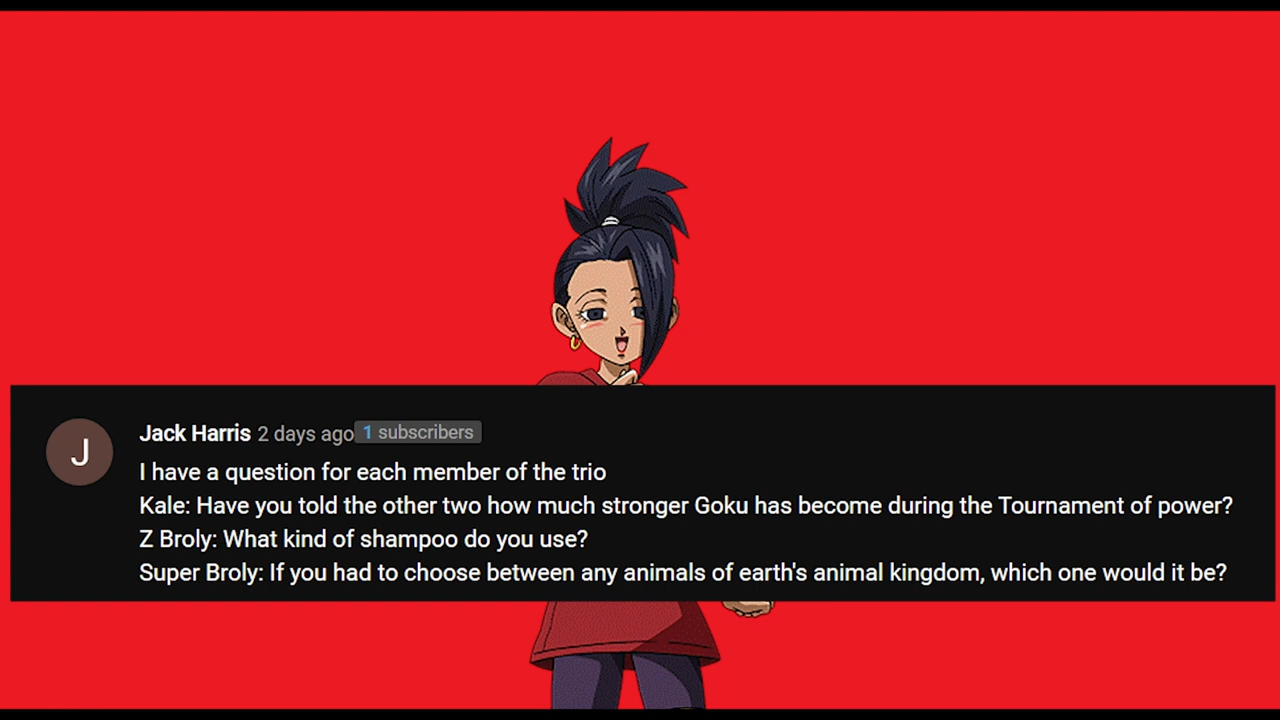 J
Jack Harris 2 days ago 1 subscribers
I have a question for each member of the trio
Kale: Have you told the other two how much stronger Goku has become during the Tournament of power?
Z Broly: What kind of shampoo do you use?
Super Broly: If you had to choose between any animals of earth's animal kingdom, which one would it be?